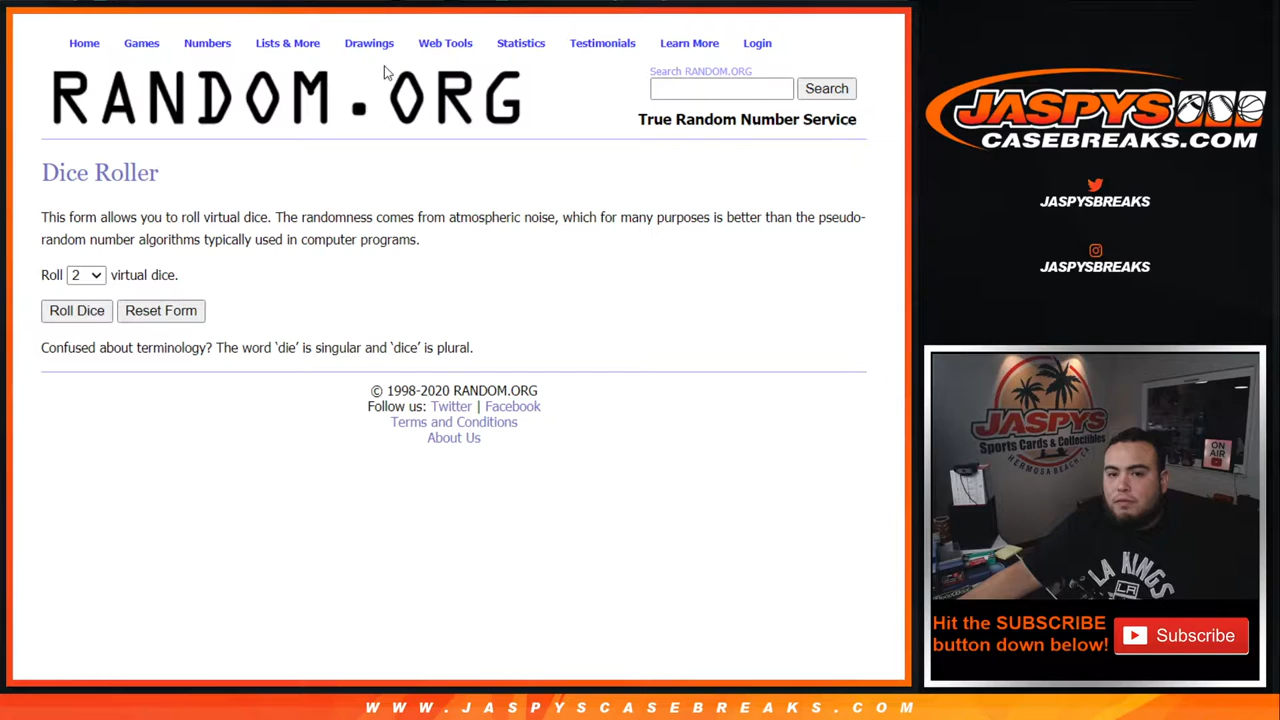 Home Games Numbers Lists & More Drawings Web Tools Statistics Testimonials Learn More Login
RANDOM.ORG
Search RANDOM.ORG
Search
True Random Number Service
Dice Roller
This form allows you to roll virtual dice. The randomness comes from atmospheric noise, which for many purposes is better than the pseudo-
random number algorithms typically used in computer programs.
Roll 2 virtual dice.
Roll Dice Reset Form
Confused about terminology? The word ‘die’ is singular and ‘dice’ is plural.
© 1998-2020 RANDOM.ORG
Follow us: Twitter | Facebook
Terms and Conditions
About Us
JASPYS
CASEBREAKS.COM
JASPYSBREAKS
JASPYSBREAKS
JASPYS
Sports Cards & Collectibles
HERMOSA BEACH, CA
ON
AIR
LA KINGS
LA
Hit the SUBSCRIBE
button down below!
Subscribe
WWW.JASPYSCASEBREAKS.COM